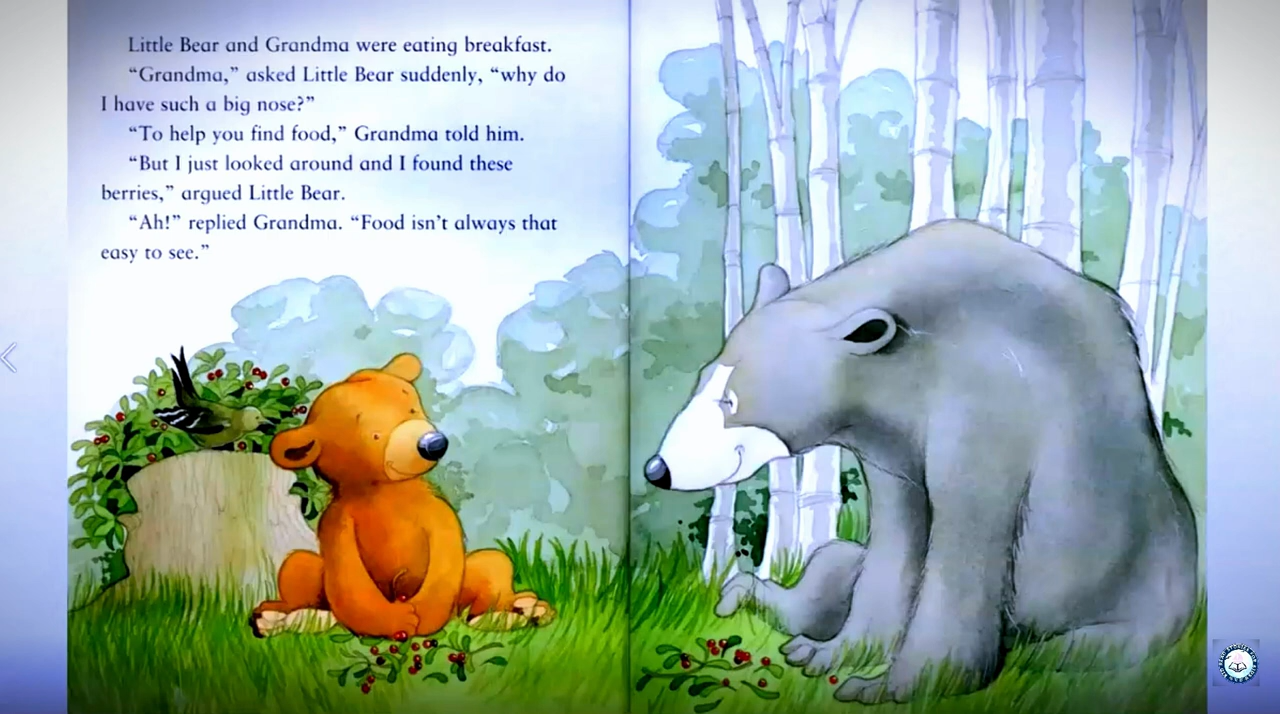 Little Bear and Grandma were eating breakfast.
“Grandma,” asked Little Bear suddenly, “why do
I have such a big nose?”
“To help you find food,” Grandma told him.
“But I just looked around and I found these
berries,” argued Little Bear.
“Ah!” replied Grandma. “Food isn’t always that
easy to see.”